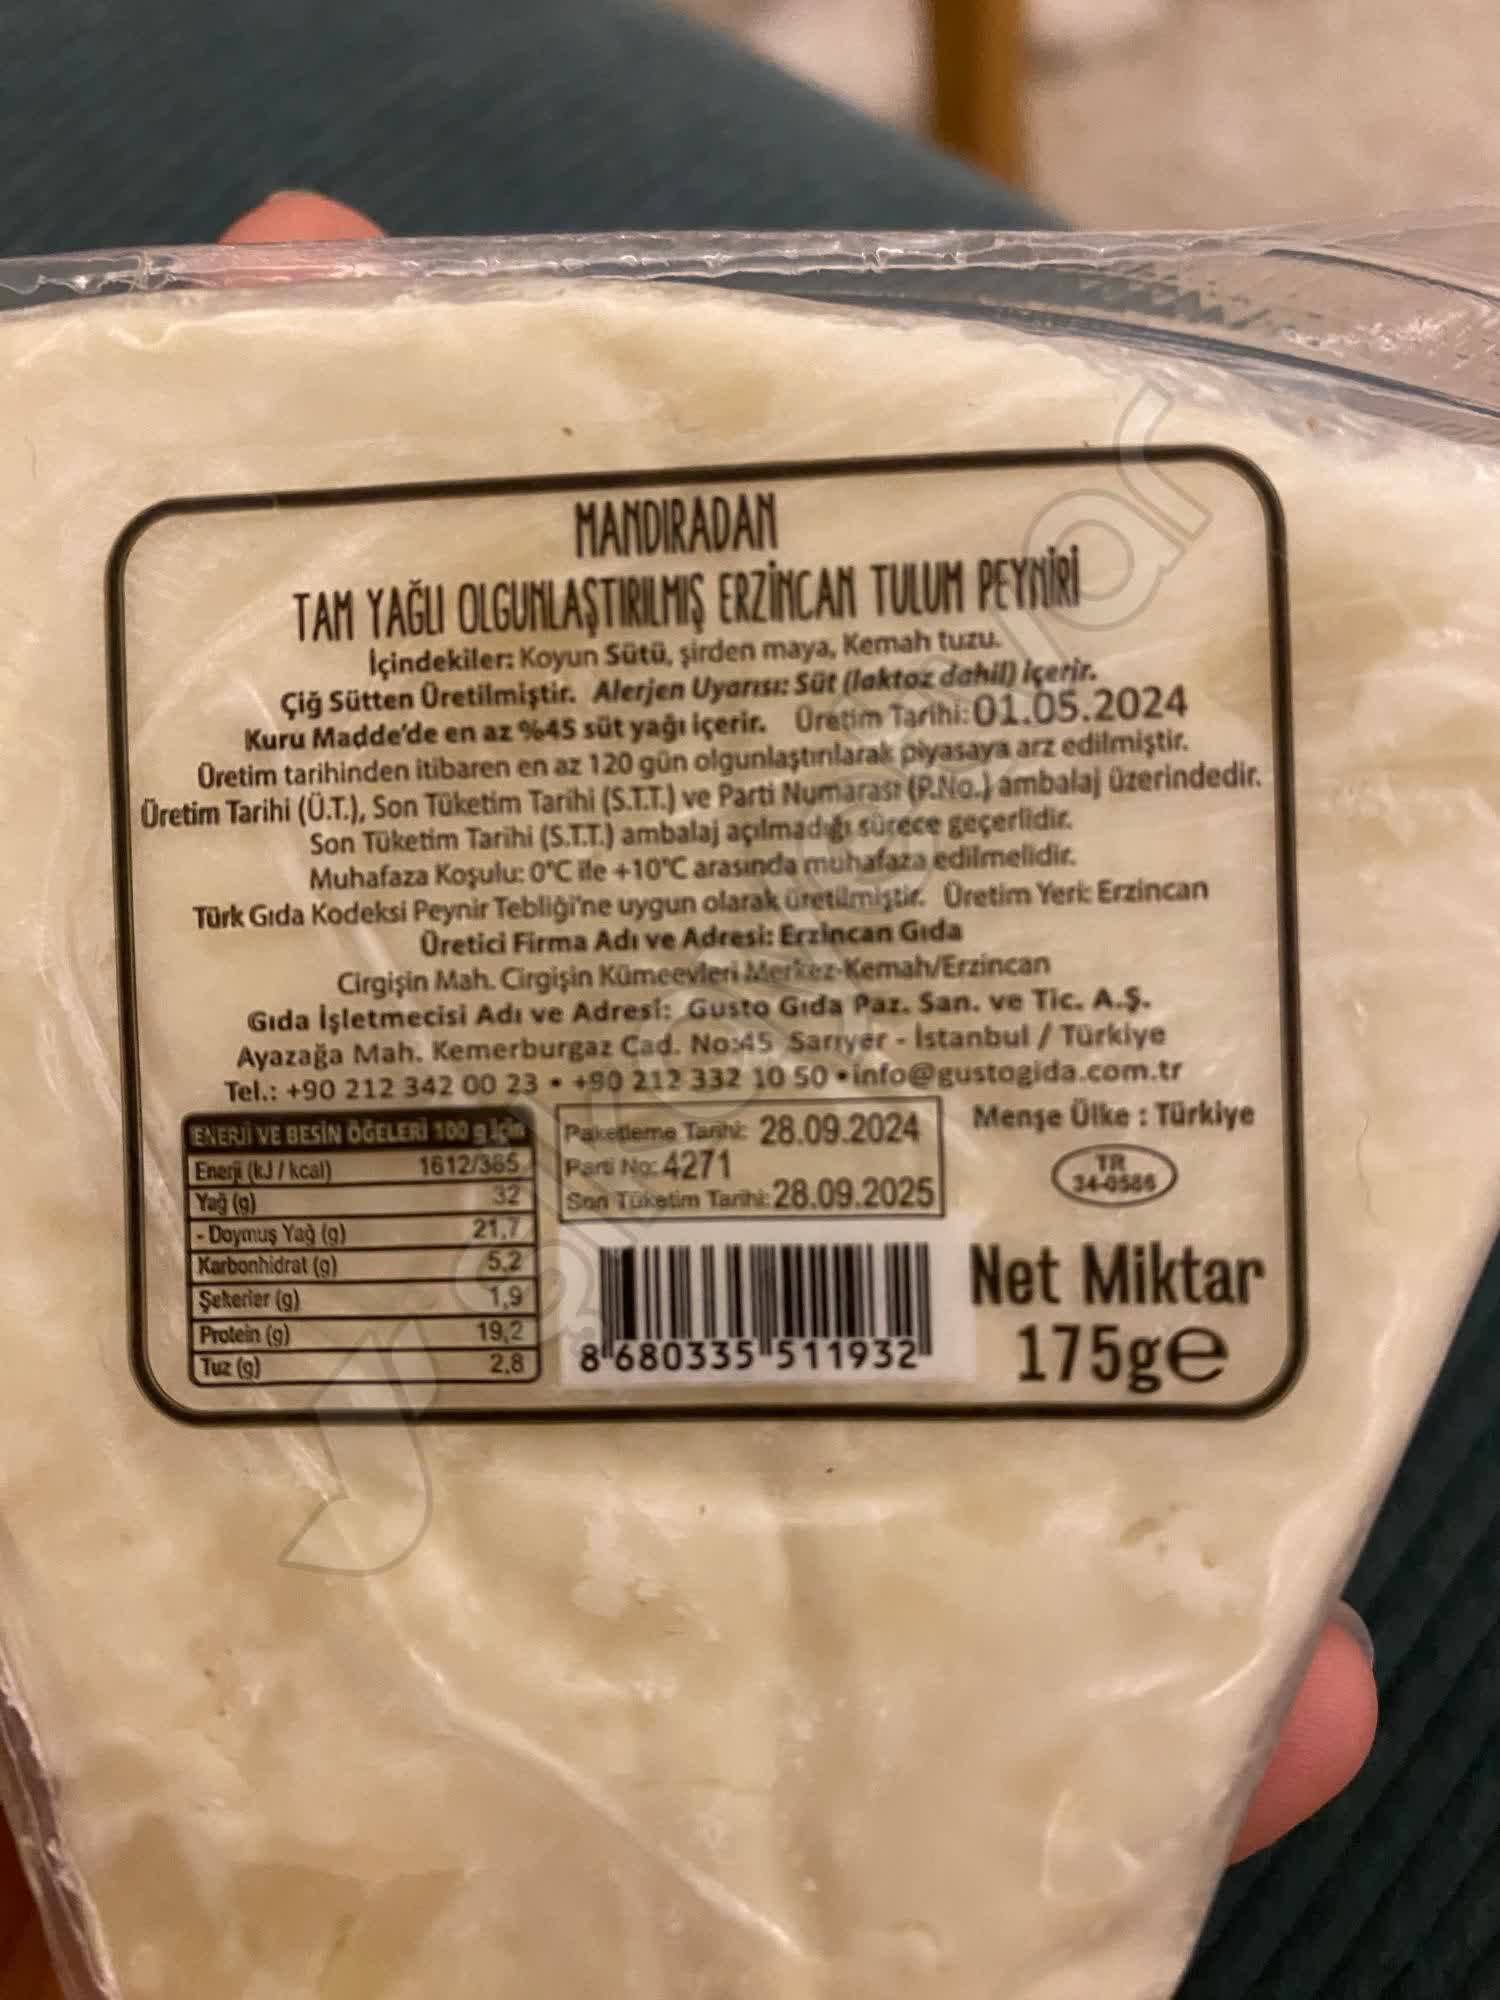 MANDIRADAN
TAM YAĞLI OLGUNLAŞTIRILMIŞ ERZİNCAN TULUM PEYNİRİ
İçindekiler: Koyun Sütü, şirden maya, Kemah tuzu.
Çiğ Sütten Üretilmiştir. Alerjen Uyarısı: Süt (laktoz dahil) İçerir.
Kuru Madde'de en az %45 süt yağı içerir. Üretim Tarihi: 01.05.2024
Üretim tarihinden itibaren en az 120 gün olgunlaştırılarak piyasaya arz edilmiştir.
Üretim Tarihi (Ü.T.), Son Tüketim Tarihi (S.T.T.) ve Parti Numarası (P.No.) ambalaj üzerindedir.
Son Tüketim Tarihi (S.T.T.) ambalaj açılmadığı sürece geçerlidir.
Muhafaza Koşulu: 0°C ile +10°C arasında muhafaza edilmelidir.
Türk Gıda Kodeksi Peynir Tebliği'ne uygun olarak üretilmiştir. Üretim Yeri: Erzincan
Üretici Firma Adı ve Adresi: Erzincan Gıda
Cirgişin Mah. Cirgişin Kümeevleri Merkez-Kemah/Erzincan
Gıda İşletmecisi Adı ve Adresi: Gusto Gıda Paz. San. ve Tic. A.Ş.
Ayazağa Mah. Kemerburgaz Cad. No:45 Sarıyer - İstanbul / Türkiye
Tel.: +90 212 342 00 23 • +90 212 332 10 50 • info@gustogida.com.tr
ENERJİ VE BESİN ÖĞELERİ 100 g için
Enerji (kJ / kcal) 1612/385
Yağ (g) 32
- Doymuş Yağ (g) 21,7
Karbonhidrat (g) 5,2
Şekerler (g) 1,9
Protein (g) 19,2
Tuz (g) 2,8
Paketleme Tarihi: 28.09.2024
Parti No: 4271
Son Tüketim Tarihi: 28.09.2025
8 680335 511932
Menşe Ülke : Türkiye
TR
34-0586
Net Miktar
175g e